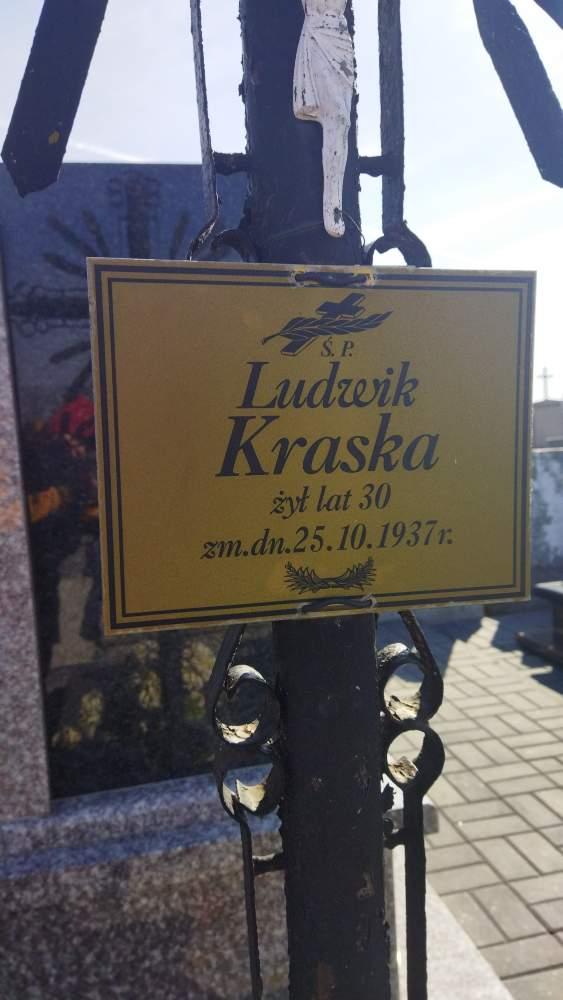 Ś. P.
Ludwik
Kraska
żył lat 30
zm.dn.25.10.1937r.